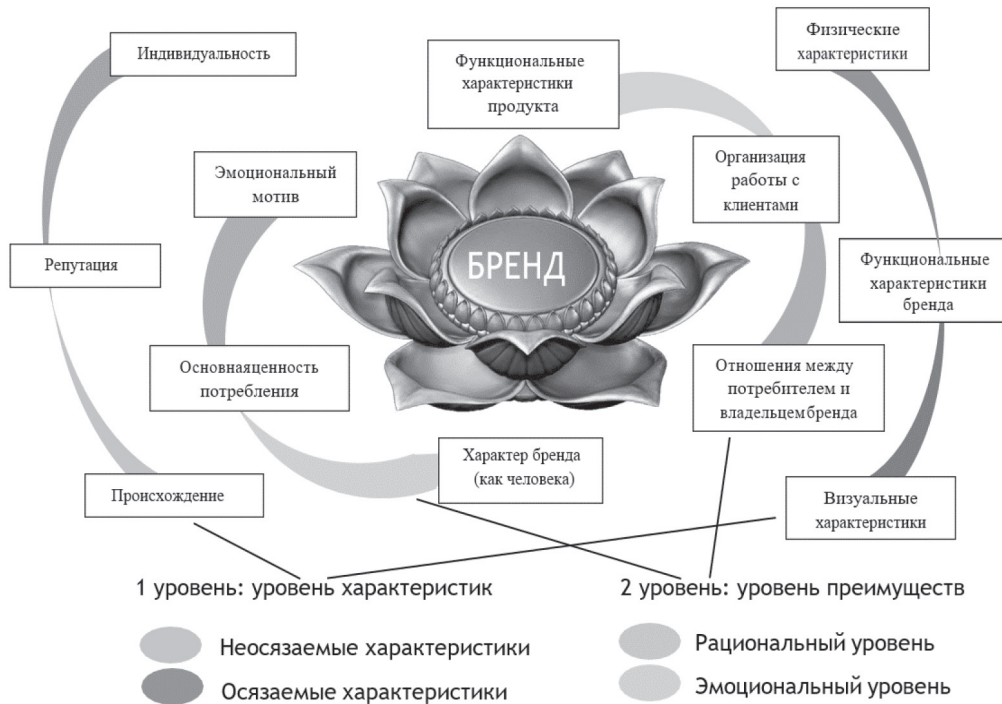 Индивидуальность
Функциональные
характеристики
продукта
Физические
характеристики
Эмоциональный
мотив
Организация
работы с
клиентами
Репутация
БРЕНД
Функциональные
характеристики
бренда
Основнаяценность
потребления
Отношения между
потребителем и
владельцембренда
Характер бренда
(как человека)
Происхождение
Визуальные
характеристики
1 уровень: уровень характеристик
2 уровень: уровень преимуществ
Неосязаемые характеристики
Рациональный уровень
Осязаемые характеристики
Эмоциональный уровень